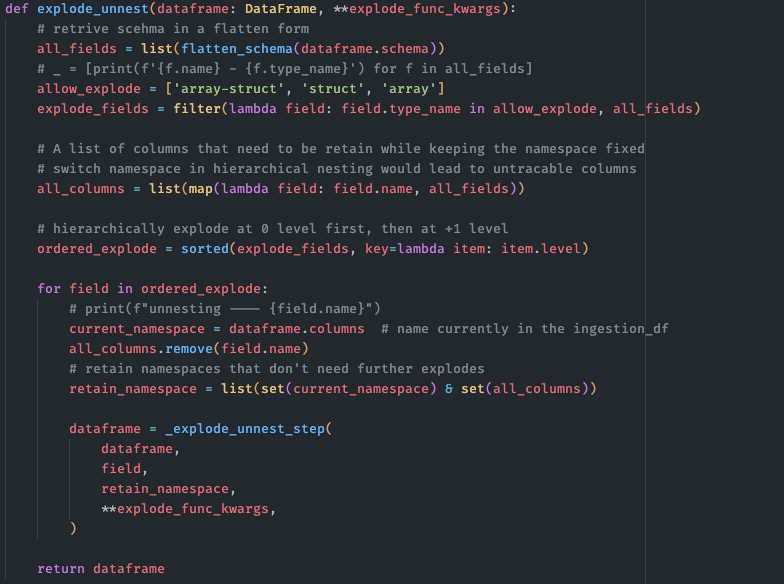 def explode_unnest(dataframe: DataFrame, **explode_func_kwargs):
    # retrive scehma in a flatten form
    all_fields = list(flatten_schema(dataframe.schema))
    # _ = [print(f'{f.name} - {f.type_name}') for f in all_fields]
    allow_explode = ['array-struct', 'struct', 'array']
    explode_fields = filter(lambda field: field.type_name in allow_explode, all_fields)

    # A list of columns that need to be retain while keeping the namespace fixed
    # switch namespace in hierarchical nesting would lead to untracable columns
    all_columns = list(map(lambda field: field.name, all_fields))

    # hierarchically explode at 0 level first, then at +1 level
    ordered_explode = sorted(explode_fields, key=lambda item: item.level)

    for field in ordered_explode:
        # print(f"unnesting ---- {field.name}")
        current_namespace = dataframe.columns  # name currently in the ingestion_df
        all_columns.remove(field.name)
        # retain namespaces that don't need further explodes
        retain_namespace = list(set(current_namespace) & set(all_columns))

        dataframe = _explode_unnest_step(
            dataframe,
            field,
            retain_namespace,
            **explode_func_kwargs,
        )

    return dataframe